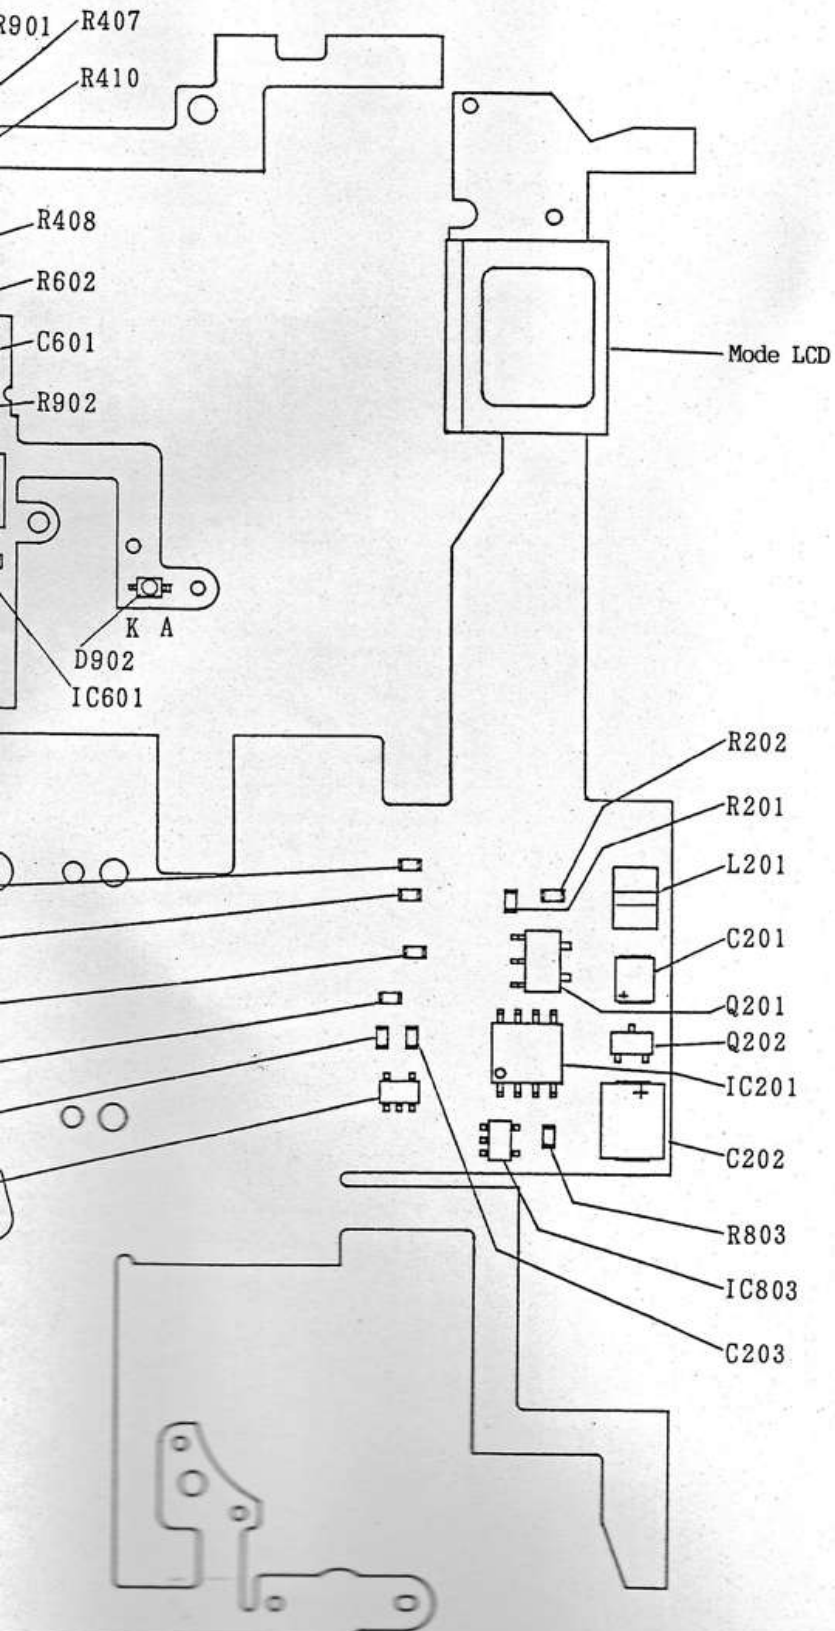 R901
R407
R410
R408
R602
C601
R902
Mode LCD
K A
D902
IC601
R202
R201
L201
C201
Q201
Q202
IC201
C202
R803
IC803
C203
+
+